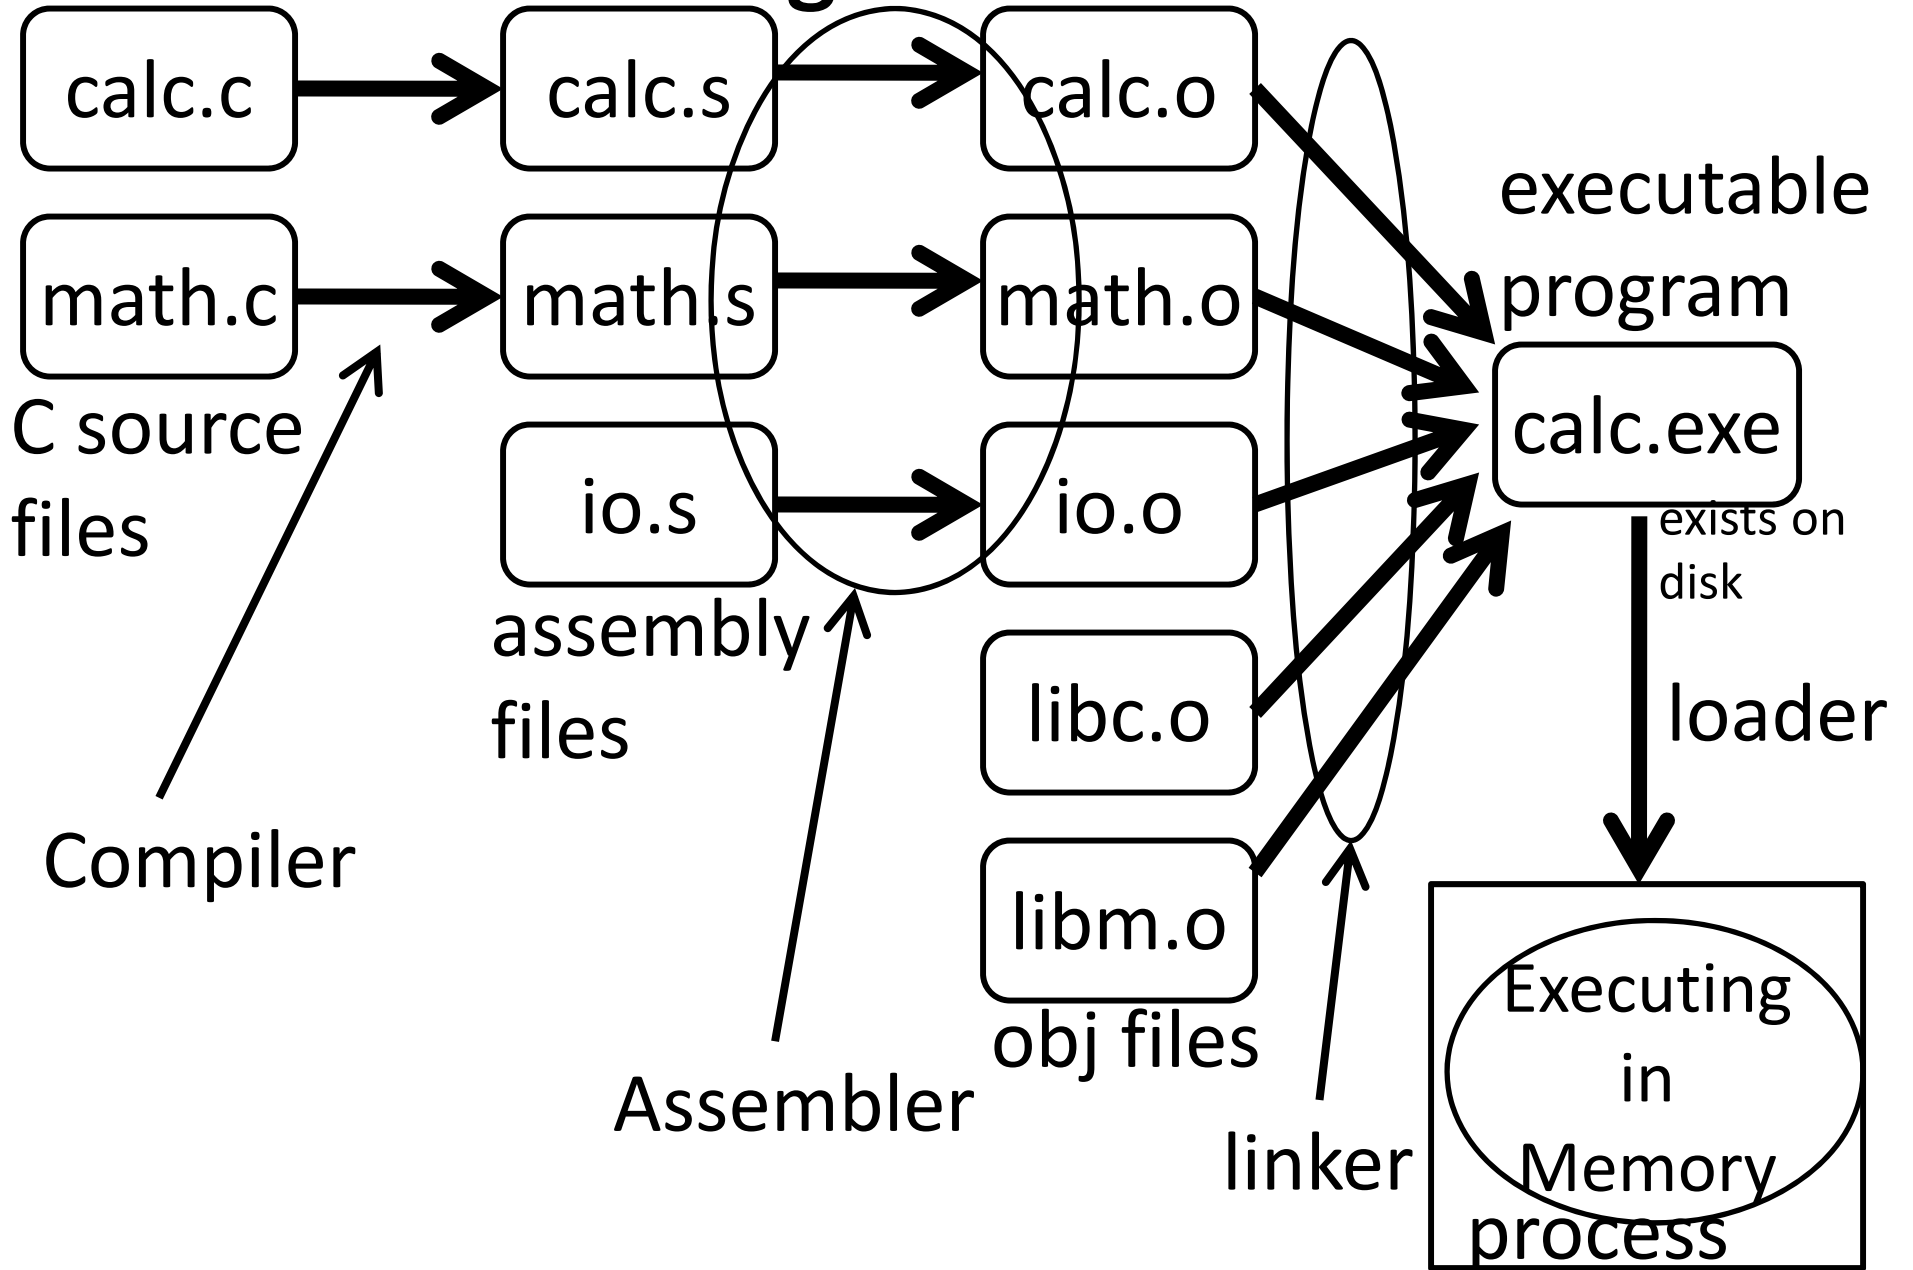 calc.c
calc.s
calc.o
math.c
math.s
math.o
C source
files
io.s
io.o
assembly
files
libc.o
libm.o
obj files
executable
program
calc.exe
exists on
disk
loader
Compiler
Assembler
linker
Executing
in
Memory
process